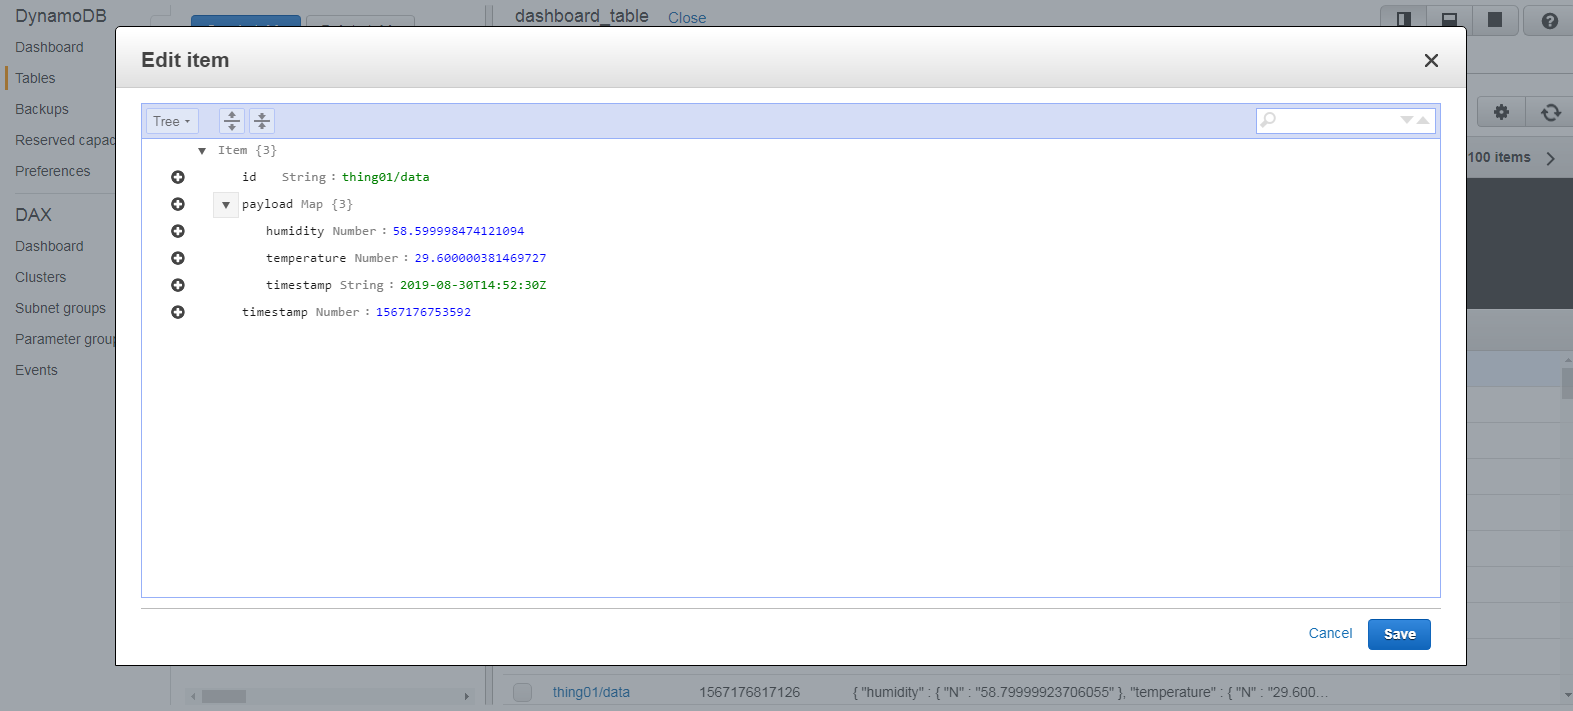 DynamoDB
Dashboard
Tables
Backups
Reserved capac
Preferences
DAX
Dashboard
Clusters
Subnet groups
Parameter group
Events
dashboard_table Close
100 items
Edit item
Tree
Item {3}
id String : thing01/data
payload Map {3}
humidity Number : 58.599998474121094
temperature Number : 29.600000381469727
timestamp String : 2019-08-30T14:52:30Z
timestamp Number : 1567176753592
Cancel Save
thing01/data 1567176817126 { "humidity" : { "N" : "58.79999923706055" }, "temperature" : { "N" : "29.600...